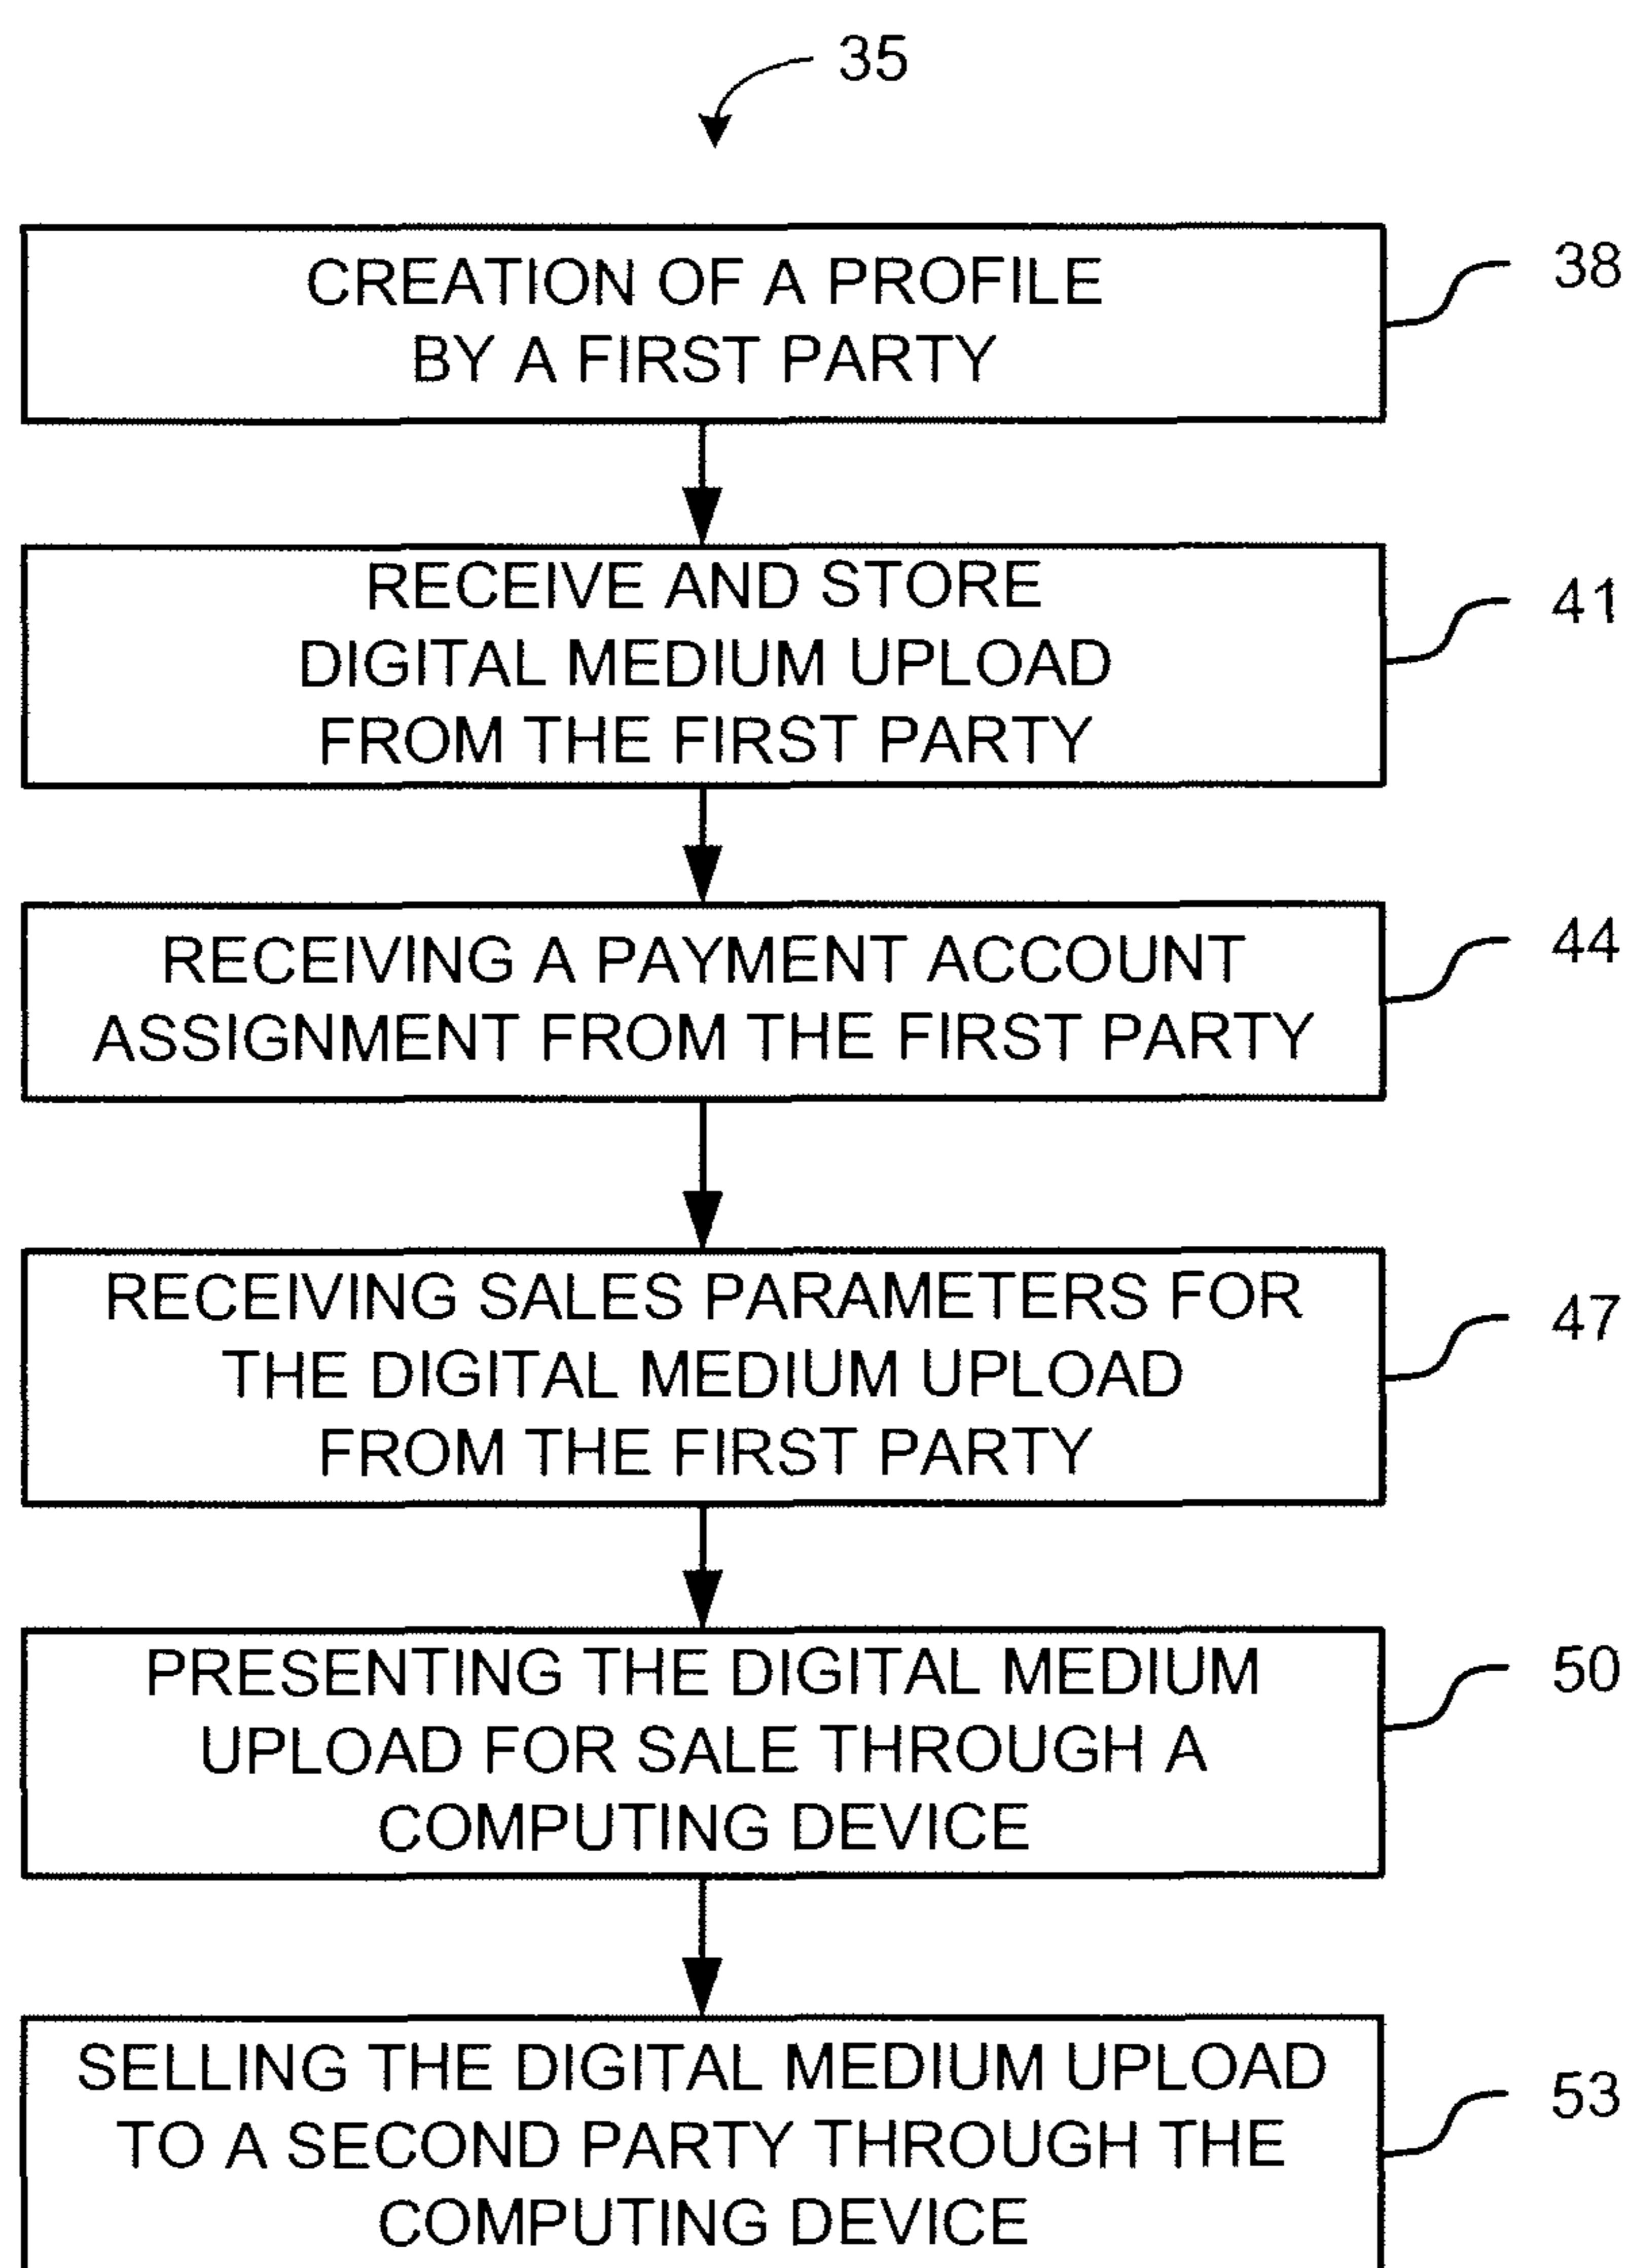 35
CREATION OF A PROFILE
BY A FIRST PARTY
38
RECEIVE AND STORE
DIGITAL MEDIUM UPLOAD
FROM THE FIRST PARTY
41
RECEIVING A PAYMENT ACCOUNT
ASSIGNMENT FROM THE FIRST PARTY
44
RECEIVING SALES PARAMETERS FOR
THE DIGITAL MEDIUM UPLOAD
FROM THE FIRST PARTY
47
PRESENTING THE DIGITAL MEDIUM
UPLOAD FOR SALE THROUGH A
COMPUTING DEVICE
50
SELLING THE DIGITAL MEDIUM UPLOAD
TO A SECOND PARTY THROUGH THE
COMPUTING DEVICE
53